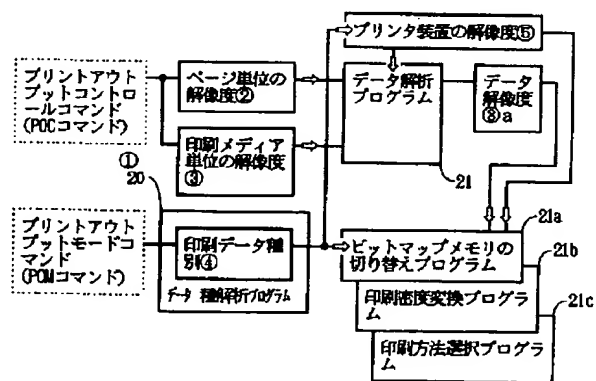 プリンタ装置の解像度⑤
プリントアウト
プットコントロ
ールコマンド
(POCコマンド)
ページ単位の
解像度②
データ解析
プログラム
データ
解像度
③a
印刷メディア
単位の解像度
③
①
20
21
プリントアウト
プットモードコ
マンド
(POMコマンド)
印刷データ種
別④
データ種解析プログラム
21a
ビットマップメモリの
切り替えプログラム
21b
印刷密度変換プログラ
ム
21c
印刷方法選択プログラ
ム